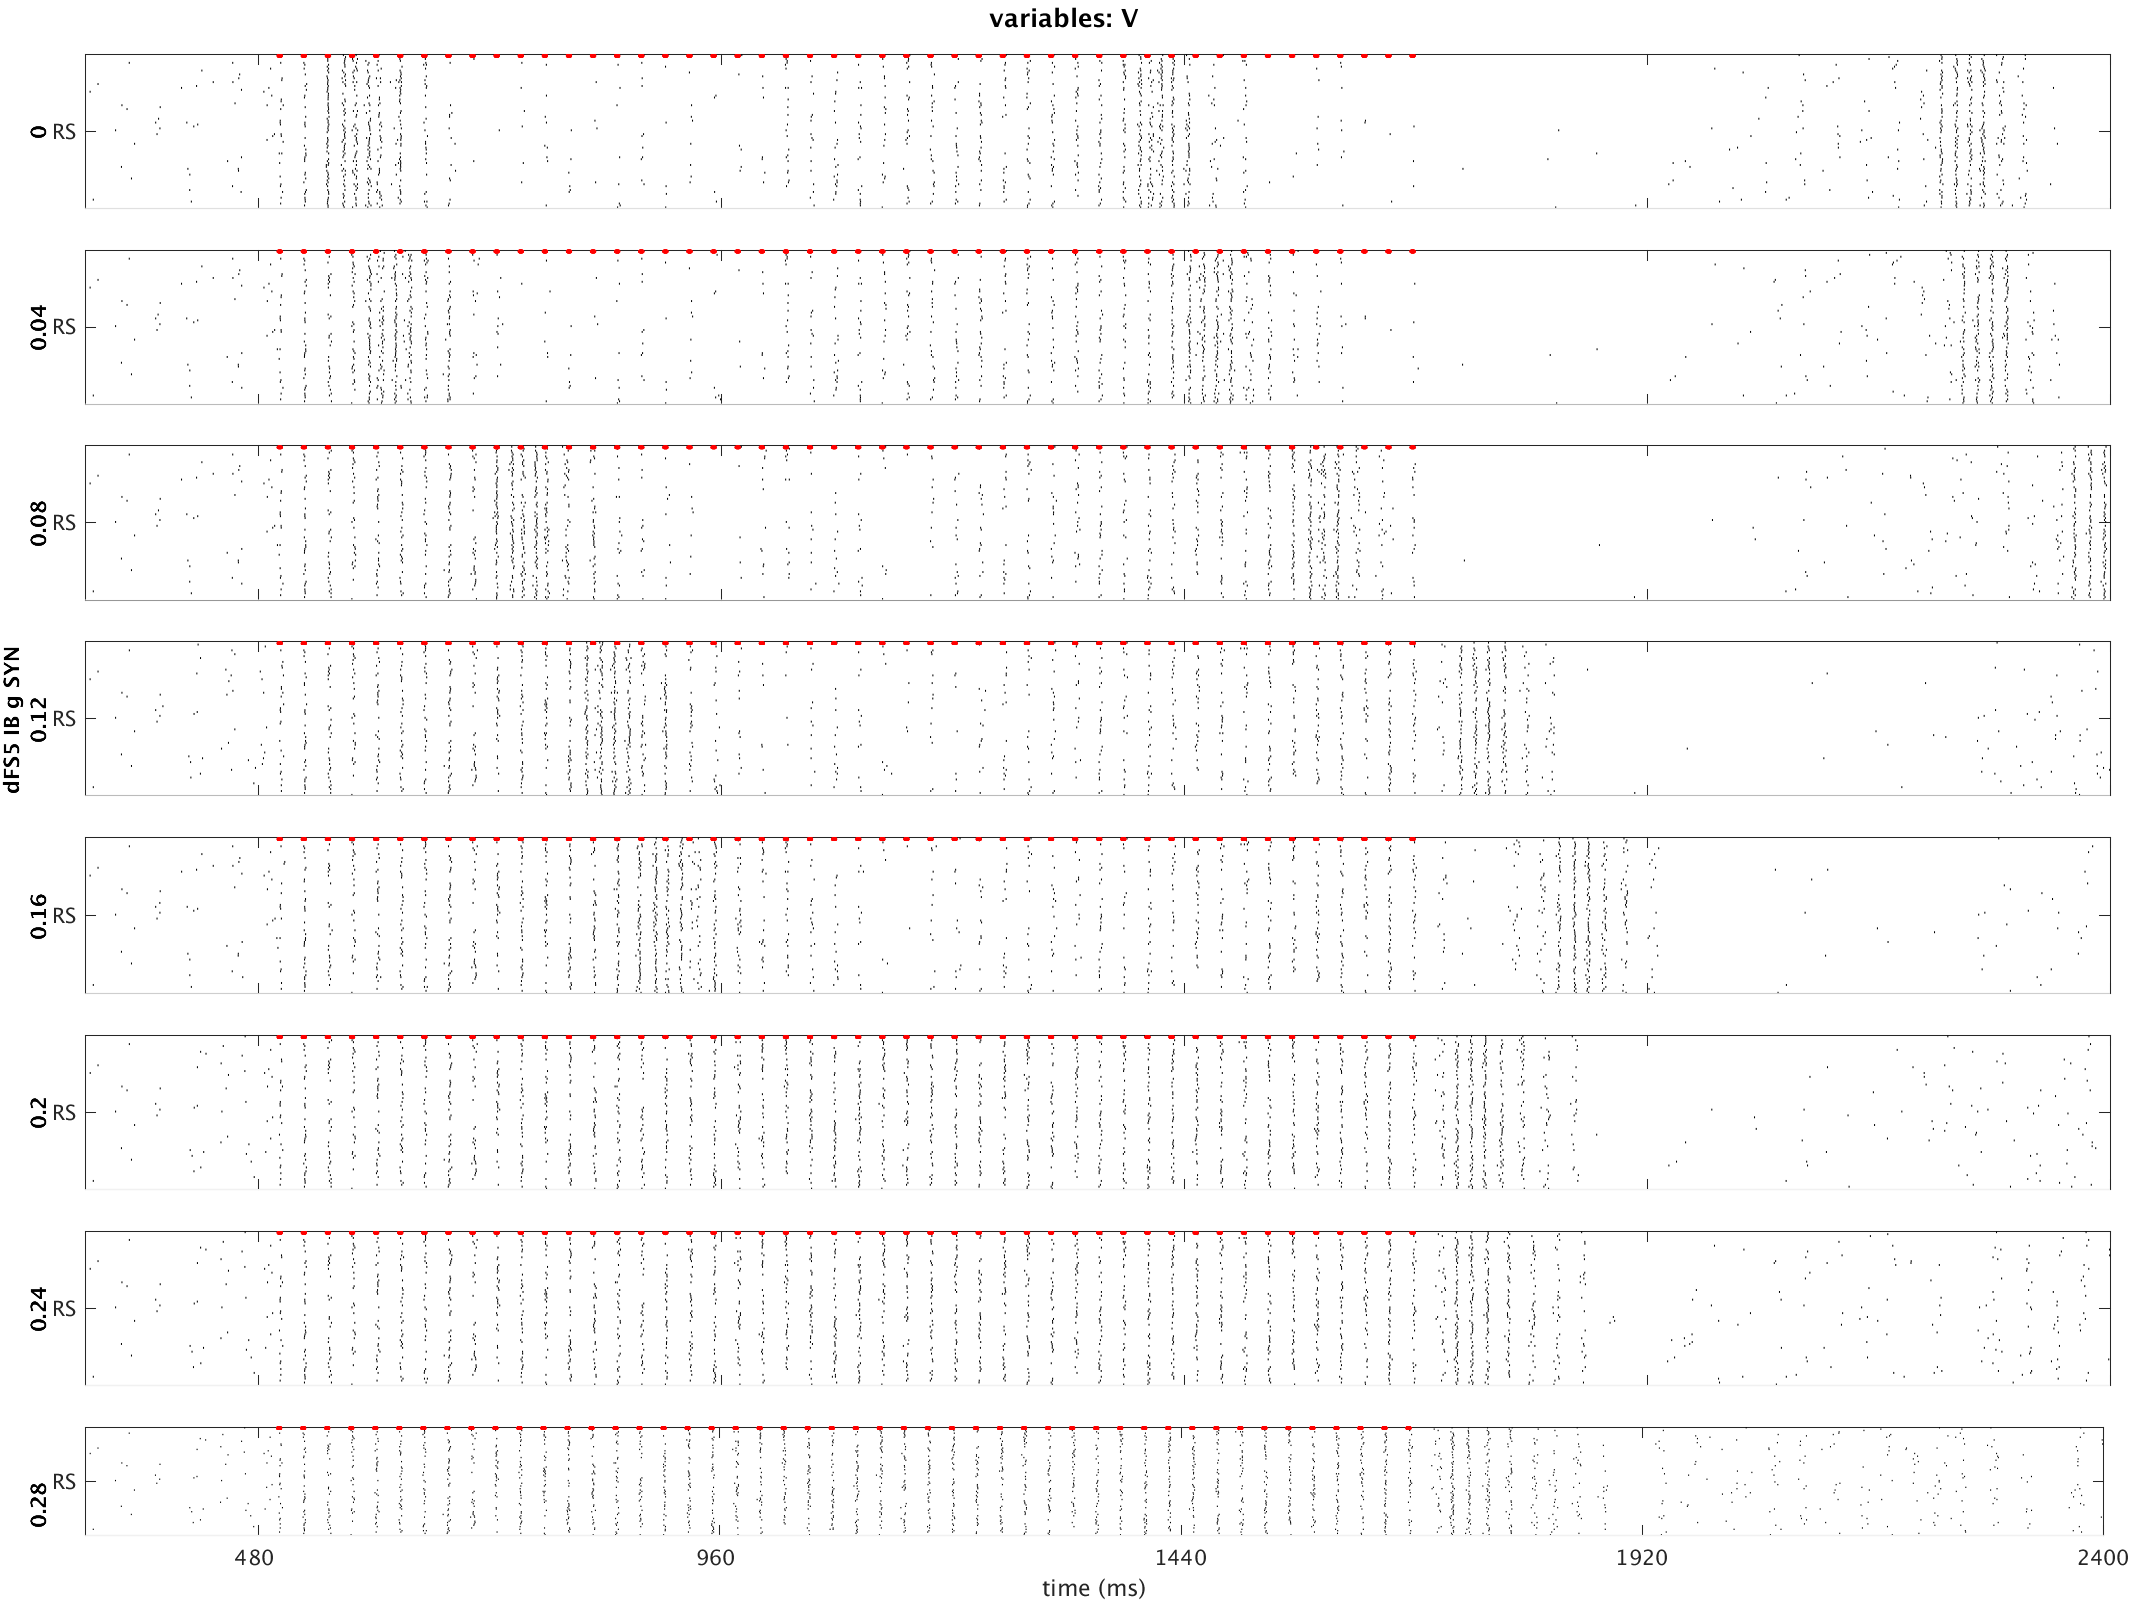 variables: V
dFS5 IB g SYN
0 RS
0.04 RS
0.08 RS
0.12 RS
0.16 RS
0.2 RS
0.24 RS
0.28 RS
480 960 1440 1920 2400
time (ms)